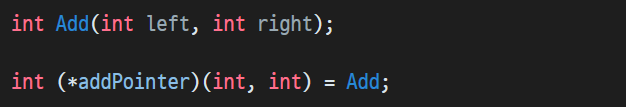 int Add(int left, int right);
int (*addPointer)(int, int) = Add;